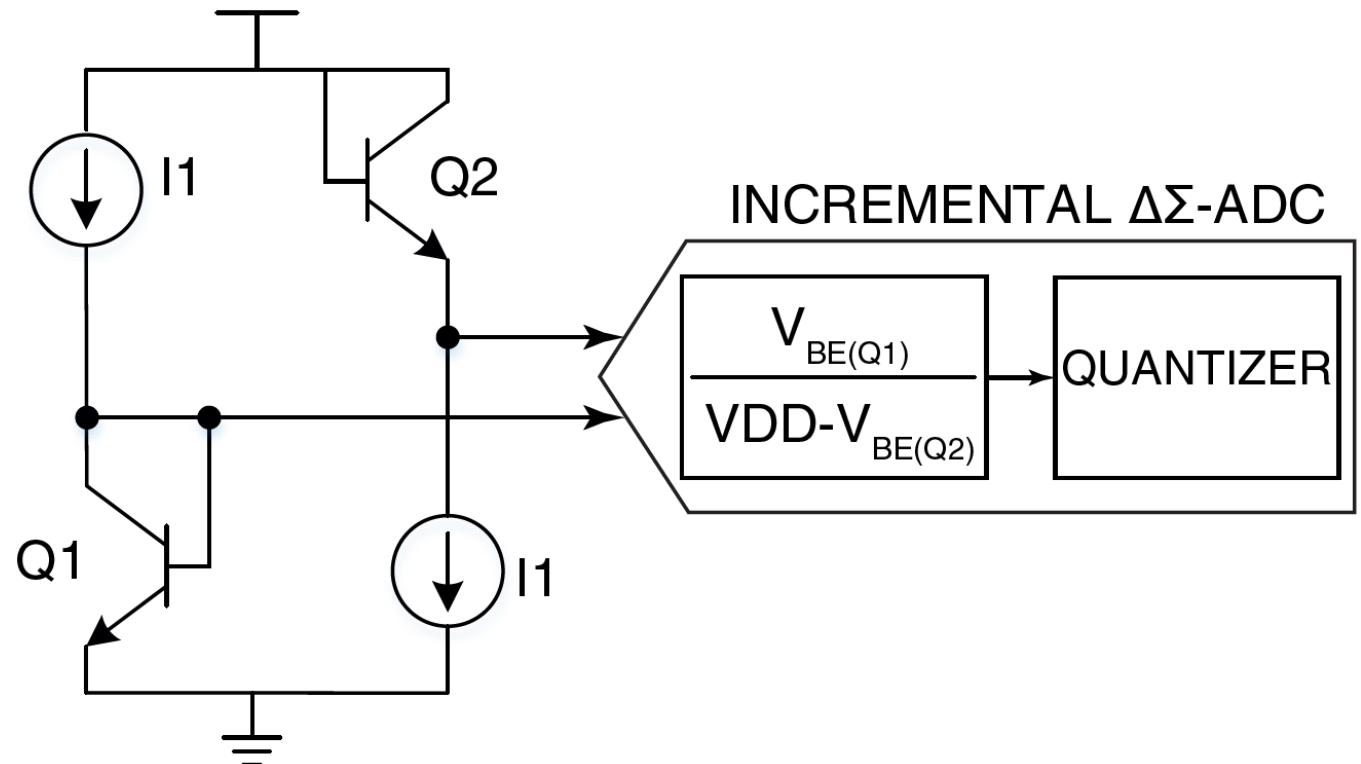 I1
Q2
INCREMENTAL ΔΣ-ADC
V BE(Q1)
VDD-V BE(Q2)
QUANTIZER
Q1
I1